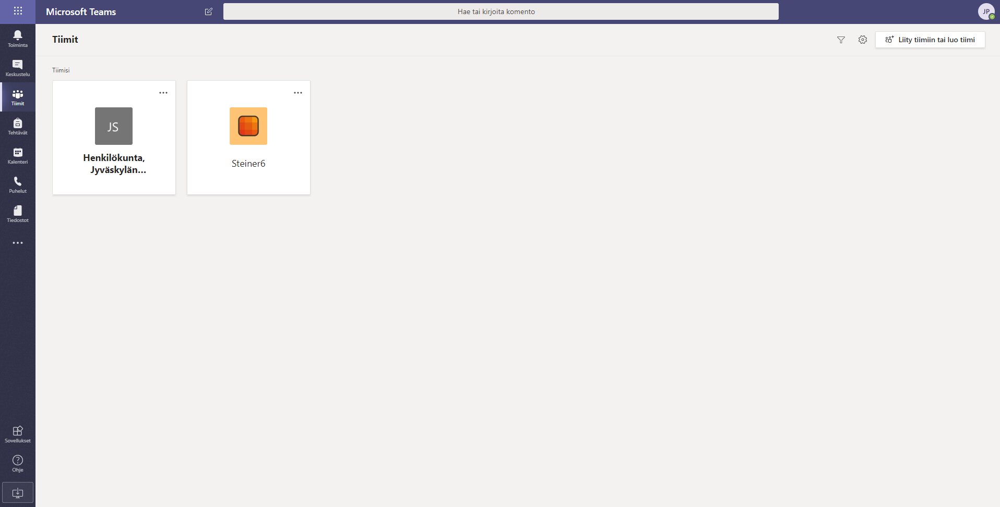 Microsoft Teams
Hae tai kirjoita komento
JP
Toiminta
Keskustelu
Tiimit
Tehtävät
Kalenteri
Puhelut
Tiedostot
Sovellukset
Ohje
Tiimit
Liity tiimiin tai luo tiimi
Tiimisi
JS
Henkilökunta,
Jyväskylän...
Steiner6